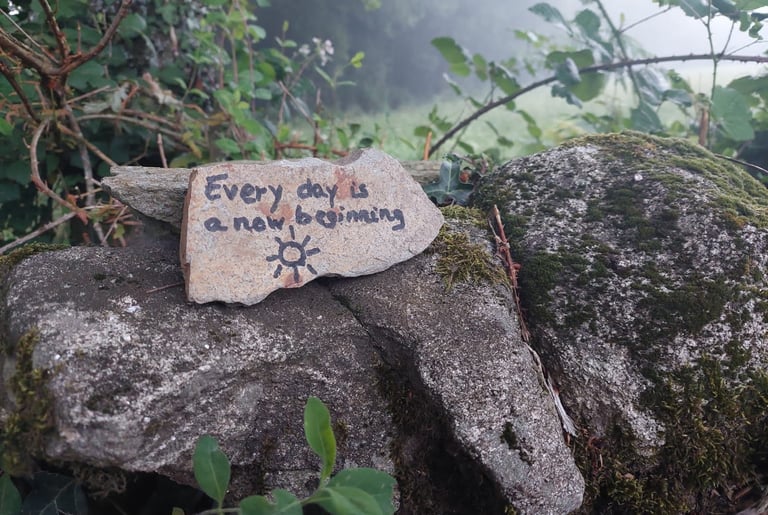 Every day is
a new beginning